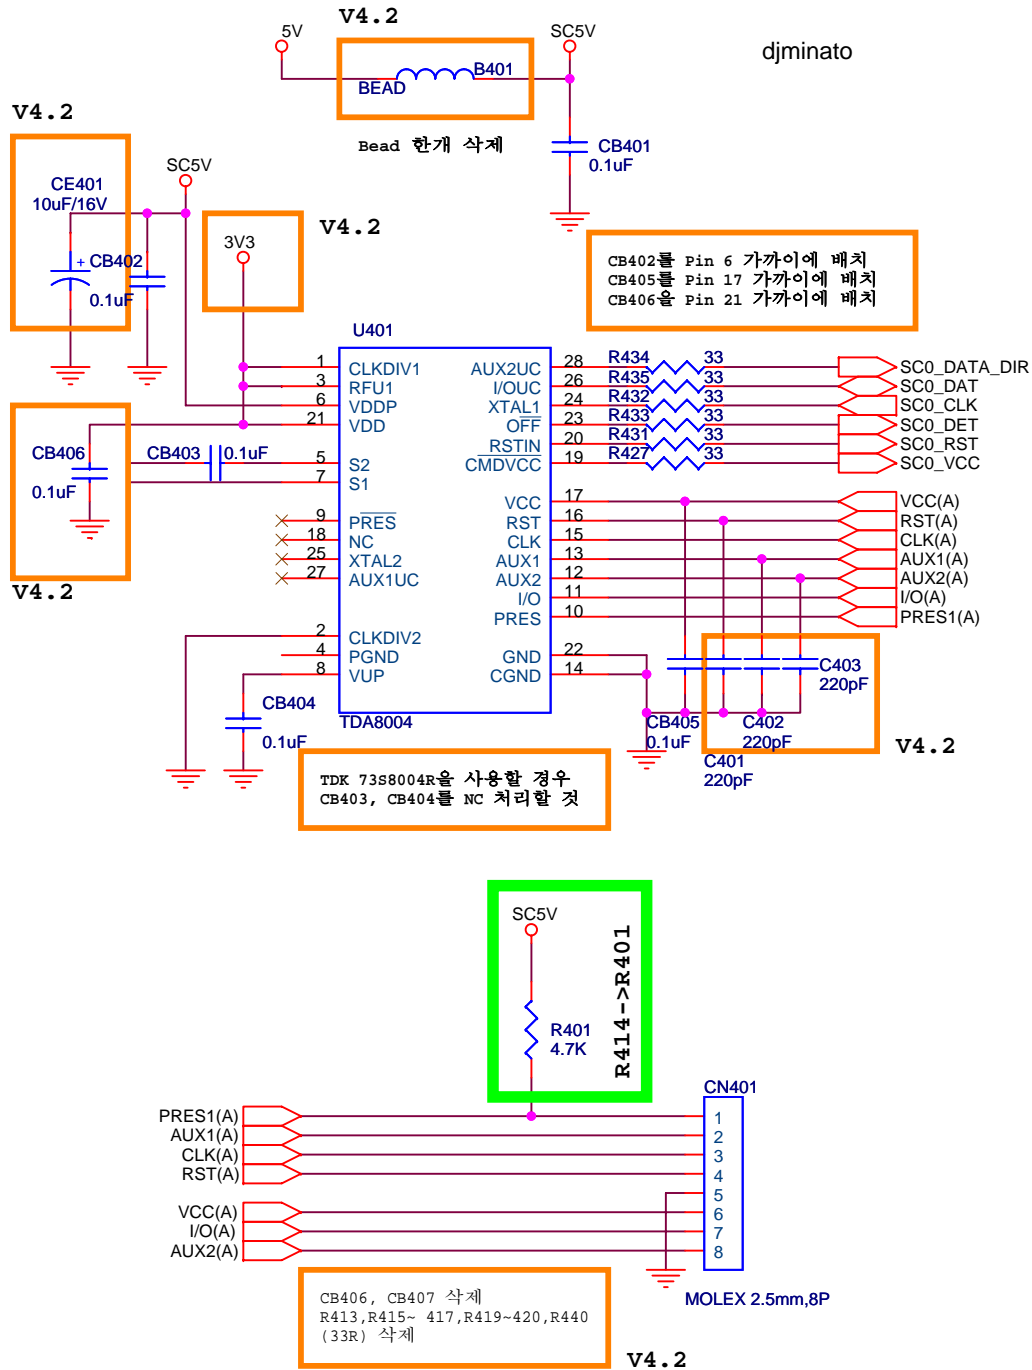 V4.2
5V
SC5V
djminato
B401
BEAD
V4.2
Bead 한개 삭제
CB401
0.1uF
SC5V
CE401
10uF/16V
V4.2
3V3
+
CB402
0.1uF
CB402를 Pin 6 가까이에 배치
CB405를 Pin 17 가까이에 배치
CB406을 Pin 21 가까이에 배치
U401
1 CLKDIV1
3 RFU1
6 VDDP
21 VDD
5 S2
7 S1
9 PRES
18 NC
25 XTAL2
27 AUX1UC
2 CLKDIV2
4 PGND
8 VUP
AUX2UC 28 R434 33 SC0_DATA_DIR
I/OUC 26 R435 33 SC0_DAT
XTAL1 24 R432 33 SC0_CLK
OFF 23 R433 33 SC0_DET
RSTIN 20 R431 33 SC0_RST
CMDVCC 19 R427 33 SC0_VCC
VCC 17 VCC(A)
RST 16 RST(A)
CLK 15 CLK(A)
AUX1 13 AUX1(A)
AUX2 12 AUX2(A)
I/O 11 I/O(A)
PRES 10 PRES1(A)
GND 22
CGND 14
CB406
0.1uF
CB403 0.1uF
V4.2
CB404
0.1uF
TDA8004
C403
220pF
CB405
0.1uF
C402
220pF
C401
220pF
V4.2
TDK 73S8004R을 사용할 경우
CB403, CB404를 NC 처리할 것
SC5V
R401
4.7K
R414->R401
CN401
PRES1(A) 1
AUX1(A) 2
CLK(A) 3
RST(A) 4
5
VCC(A) 6
I/O(A) 7
AUX2(A) 8
MOLEX 2.5mm,8P
CB406, CB407 삭제
R413,R415~ 417,R419~420,R440
(33R) 삭제
V4.2